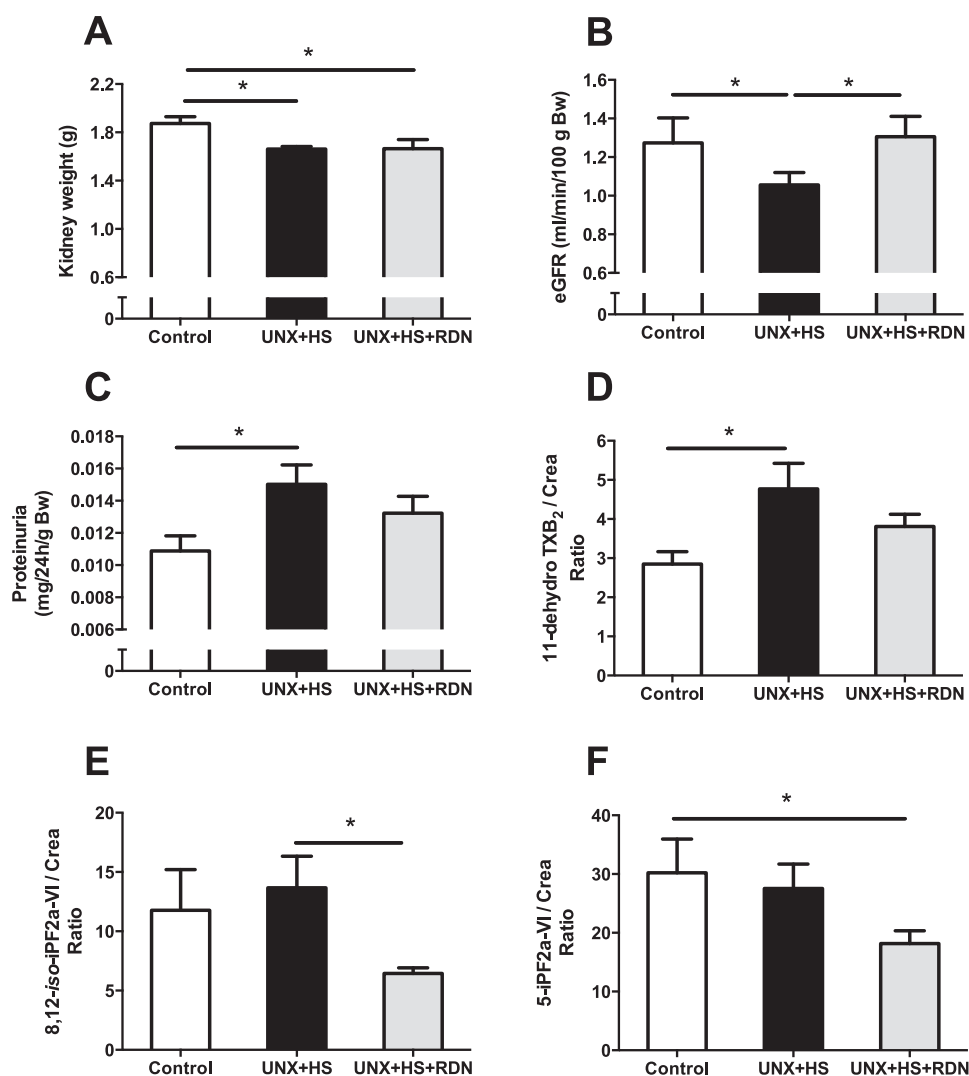 A
*
*
Kidney weight (g)
2.2
1.8
1.4
1.0
0.6
0
Control UNX+HS UNX+HS+RDN
B
*
*
eGFR (ml/min/100 g Bw)
1.6
1.4
1.2
1.0
0.8
0.6
0
Control UNX+HS UNX+HS+RDN
C
*
Proteinuria
(mg/24h/g Bw)
0.018
0.016
0.014
0.012
0.010
0.008
0.006
0
Control UNX+HS UNX+HS+RDN
D
*
11-dehydro TXB₂ / Crea
Ratio
6
5
4
3
2
1
0
Control UNX+HS UNX+HS+RDN
E
*
8,12-iso-iPF2a-VI / Crea
Ratio
20
15
10
5
0
Control UNX+HS UNX+HS+RDN
F
*
5-iPF2a-VI / Crea
Ratio
40
30
20
10
0
Control UNX+HS UNX+HS+RDN